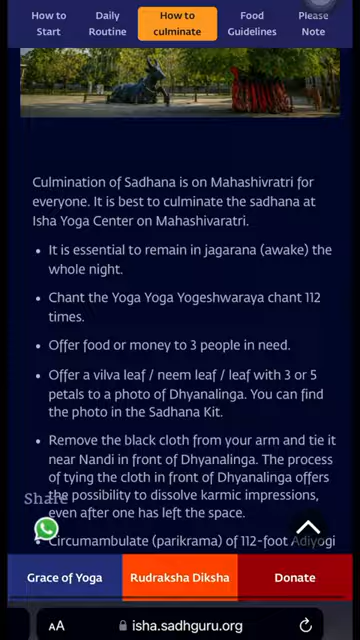 How to Start
Daily Routine
How to culminate
Food Guidelines
Please Note
Culmination of Sadhana is on Mahashivratri for
everyone. It is best to culminate the sadhana at
Isha Yoga Center on Mahashivaratri.
• It is essential to remain in jagarana (awake) the
whole night.
• Chant the Yoga Yoga Yogeshwaraya chant 112
times.
• Offer food or money to 3 people in need.
• Offer a vilva leaf / neem leaf / leaf with 3 or 5
petals to a photo of Dhyanalinga. You can find
the photo in the Sadhana Kit.
• Remove the black cloth from your arm and tie it
near Nandi in front of Dhyanalinga. The process
of tying the cloth in front of Dhyanalinga offers
the possibility to dissolve karmic impressions,
even after one has left the space.
Share
• Circumambulate (parikrama) of 112-foot Adiyogi
Grace of Yoga
Rudraksha Diksha
Donate
AA
isha.sadhguru.org